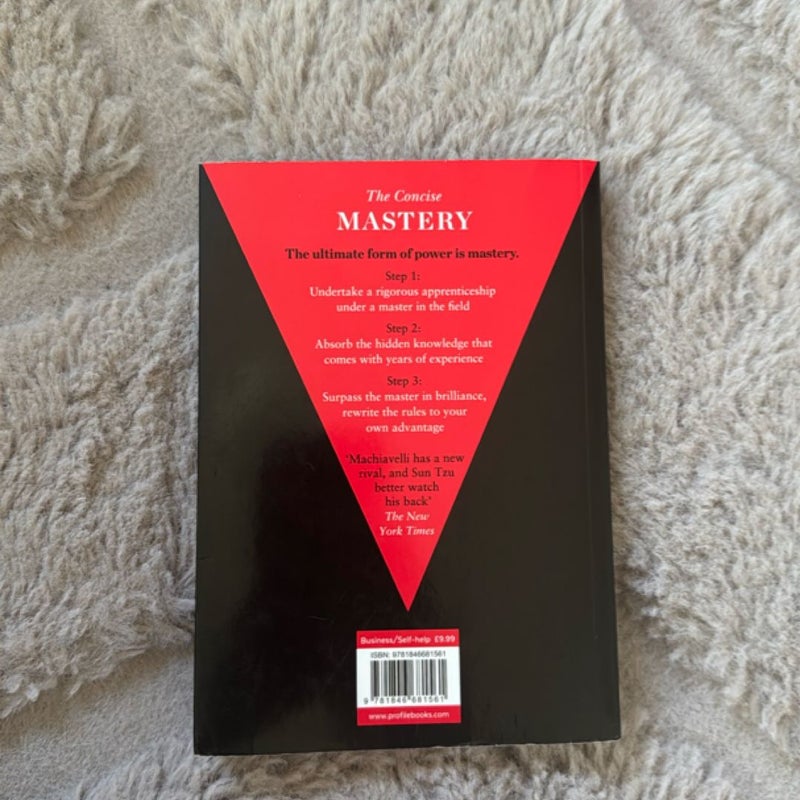 The Concise
MASTERY
The ultimate form of power is mastery.
Step 1:
Undertake a rigorous apprenticeship
under a master in the field
Step 2:
Absorb the hidden knowledge that
comes with years of experience
Step 3:
Surpass the master in brilliance,
rewrite the rules to your
own advantage
'Machiavelli has a new
rival, and Sun Tzu
better watch
his back'
The New
York Times
Business/Self-help £9.99
ISBN: 9781846681561
9 781846 681561
www.profilebooks.com